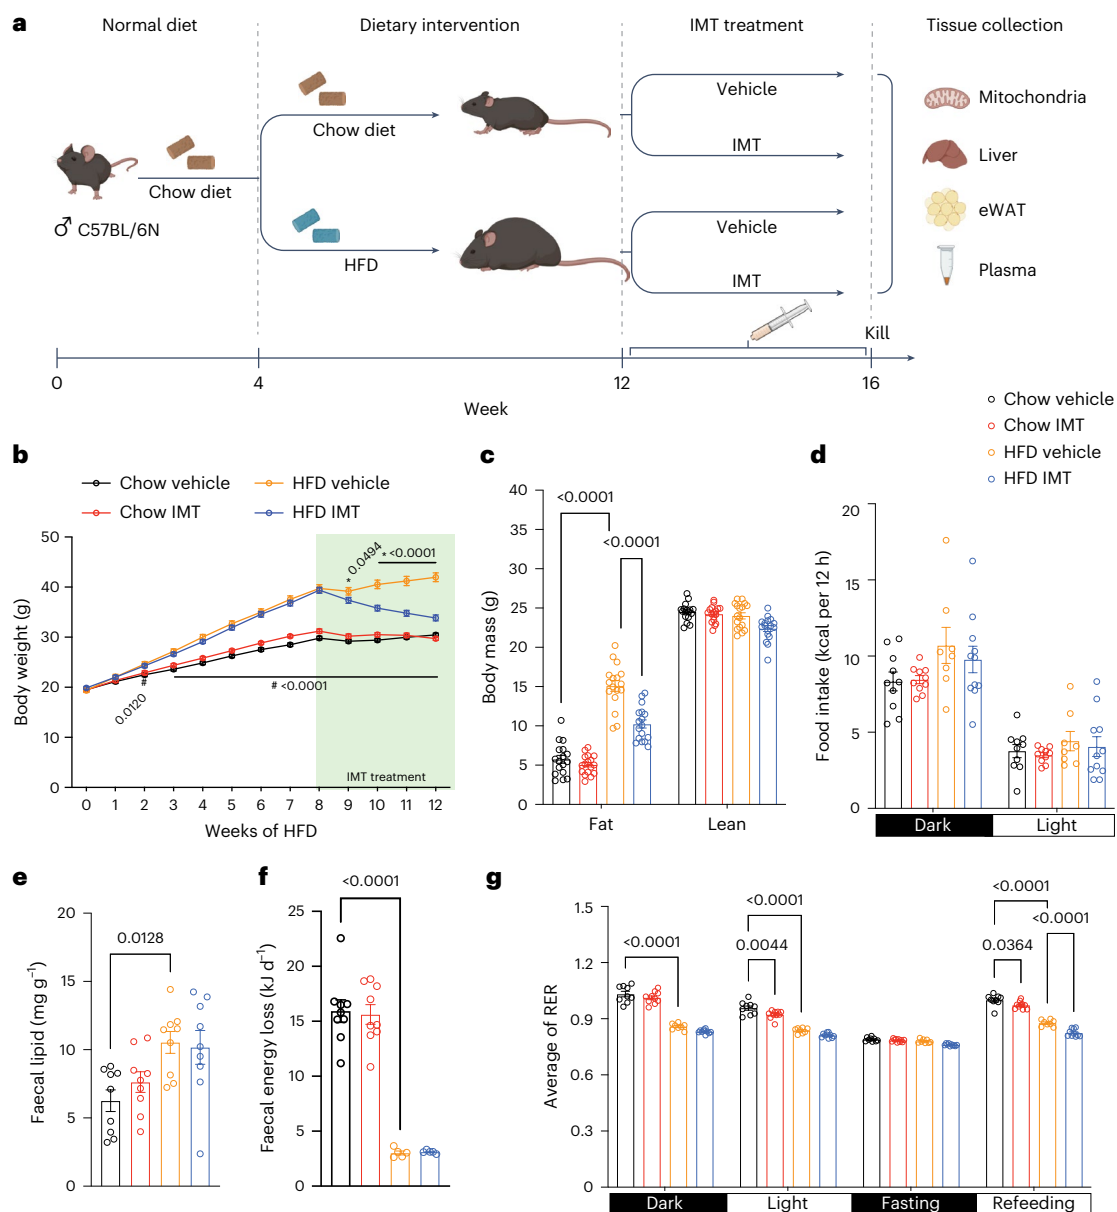 a
Normal diet
Dietary intervention
IMT treatment
Tissue collection
Chow diet
♂ C57BL/6N
Chow diet
HFD
Vehicle
IMT
Vehicle
IMT
Mitochondria
Liver
eWAT
Plasma
Kill
0 4 12 16
Week
Chow vehicle
Chow IMT
HFD vehicle
HFD IMT
b
Chow vehicle HFD vehicle
Chow IMT HFD IMT
Body weight (g)
50
40
30
20
10
0
* 0.0494
* <0.0001
0.0120
#
# <0.0001
IMT treatment
0 1 2 3 4 5 6 7 8 9 10 11 12
Weeks of HFD
c
Body mass (g)
40
35
30
25
20
15
10
5
0
<0.0001
<0.0001
Fat Lean
d
Food intake (kcal per 12 h)
20
15
10
5
0
Dark Light
e
Faecal lipid (mg g⁻¹)
20
15
10
5
0
0.0128
f
Faecal energy loss (kJ d⁻¹)
25
20
15
10
5
0
<0.0001
g
Average of RER
1.5
1.2
0.9
0.6
0.3
0
<0.0001
<0.0001
0.0044
<0.0001
<0.0001
0.0364
Dark Light Fasting Refeeding